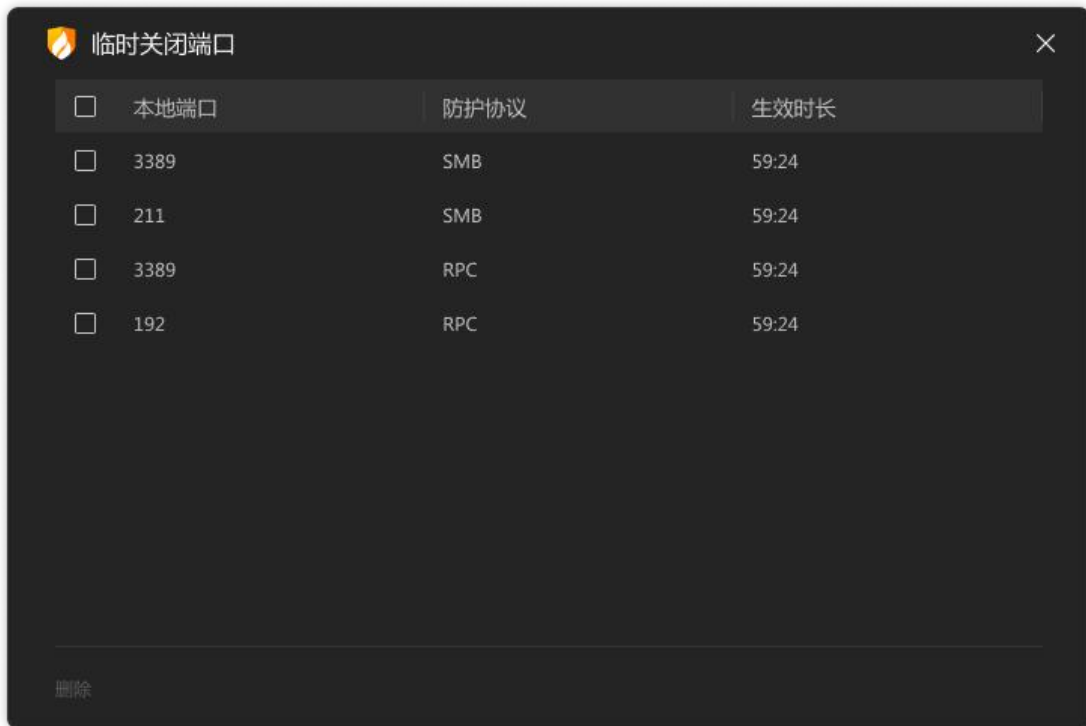 临时关闭端口
本地端口 防护协议 生效时长
3389 SMB 59:24
211 SMB 59:24
3389 RPC 59:24
192 RPC 59:24
删除